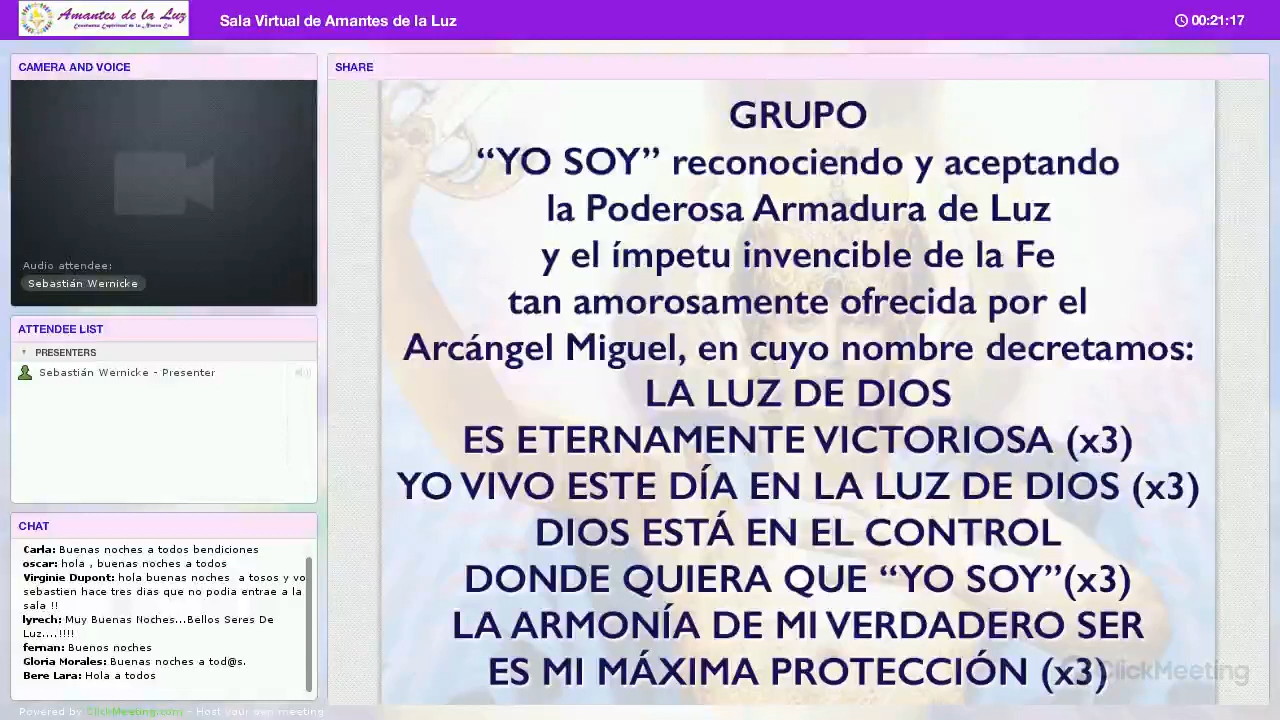 Amantes de la Luz
Enseñanza Espiritual de la Nueva Era
Sala Virtual de Amantes de la Luz
00:21:17
CAMERA AND VOICE
Audio attendee:
Sebastián Wernicke
ATTENDEE LIST
PRESENTERS
Sebastián Wernicke - Presenter
CHAT
Carla: Buenas noches a todos bendiciones
oscar: hola , buenas noches a todos
Virginie Dupont: hola buenas noches a tosos y vo
sebastien hace tres dias que no podia entrae a la
sala !!
lyrech: Muy Buenas Noches...Bellos Seres De
Luz....!!!!
fernan: Buenos noches
Gloria Morales: Buenas noches a tod@s.
Bere Lara: Hola a todos
Powered by ClickMeeting.com - Host your own meeting
SHARE
GRUPO
“YO SOY” reconociendo y aceptando
la Poderosa Armadura de Luz
y el ímpetu invencible de la Fe
tan amorosamente ofrecida por el
Arcángel Miguel, en cuyo nombre decretamos:
LA LUZ DE DIOS
ES ETERNAMENTE VICTORIOSA (x3)
YO VIVO ESTE DÍA EN LA LUZ DE DIOS (x3)
DIOS ESTÁ EN EL CONTROL
DONDE QUIERA QUE “YO SOY”(x3)
LA ARMONÍA DE MI VERDADERO SER
ES MI MÁXIMA PROTECCIÓN (x3)
ClickMeeting